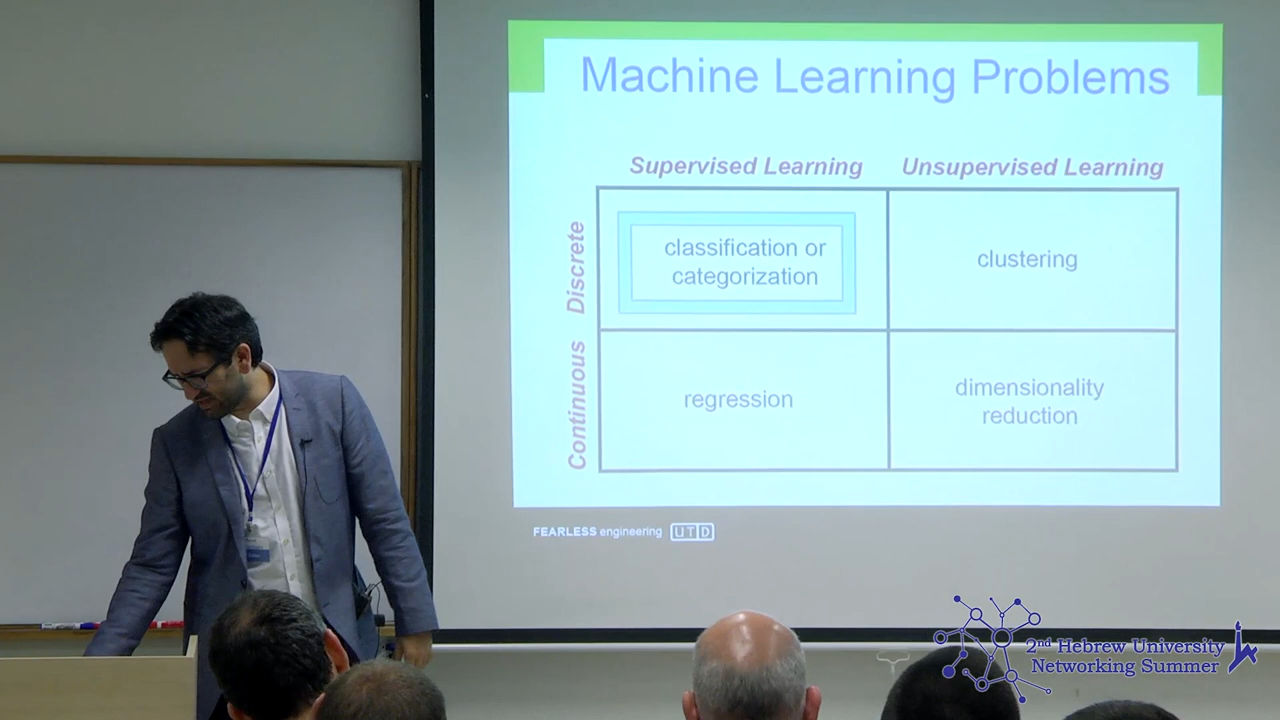 Machine Learning Problems
Supervised Learning Unsupervised Learning
Discrete
classification or
categorization
clustering
Continuous
regression
dimensionality
reduction
FEARLESS engineering UTD
2nd Hebrew University
Networking Summer